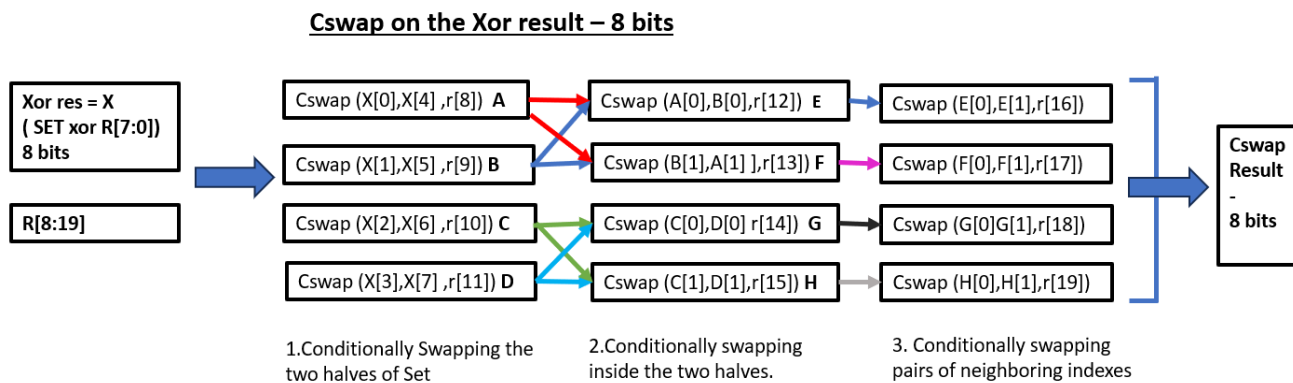 Cswap on the Xor result – 8 bits
Xor res = X
( SET xor R[7:0])
8 bits
R[8:19]
Cswap (X[0],X[4] ,r[8]) A
Cswap (X[1],X[5] ,r[9]) B
Cswap (X[2],X[6] ,r[10]) C
Cswap (X[3],X[7] ,r[11]) D
1.Conditionally Swapping the
two halves of Set
Cswap (A[0],B[0],r[12]) E
Cswap (B[1],A[1] ],r[13]) F
Cswap (C[0],D[0] r[14]) G
Cswap (C[1],D[1],r[15]) H
2.Conditionally swapping
inside the two halves.
Cswap (E[0],E[1],r[16])
Cswap (F[0],F[1],r[17])
Cswap (G[0]G[1],r[18])
Cswap (H[0],H[1],r[19])
3. Conditionally swapping
pairs of neighboring indexes
Cswap
Result
-
8 bits